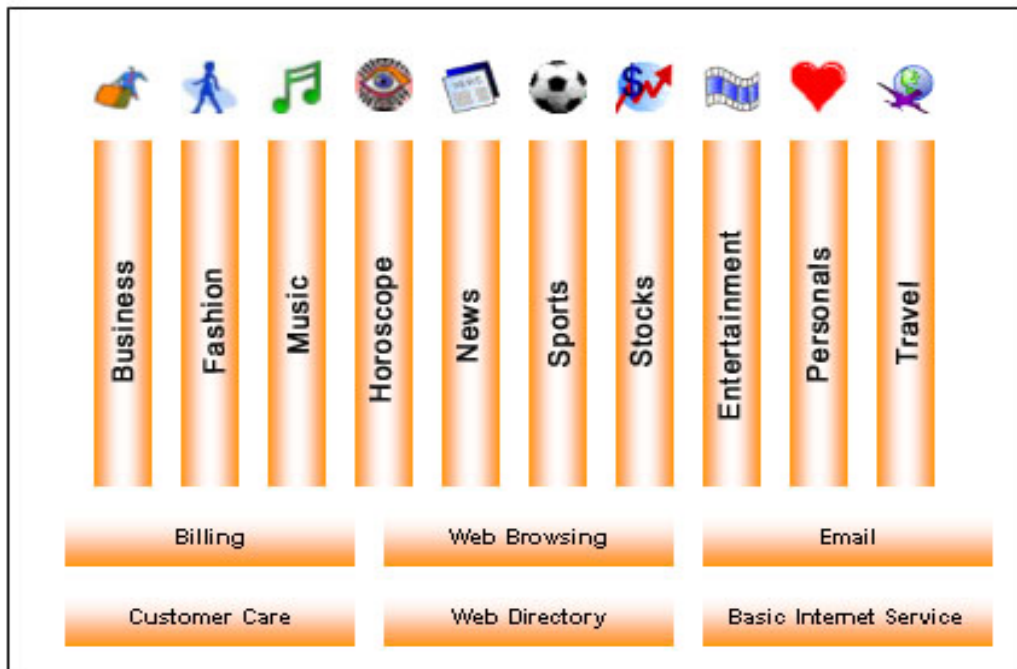 NEWS
Business
Fashion
Music
Horoscope
News
Sports
Stocks
Entertainment
Personals
Travel
Billing
Web Browsing
Email
Customer Care
Web Directory
Basic Internet Service